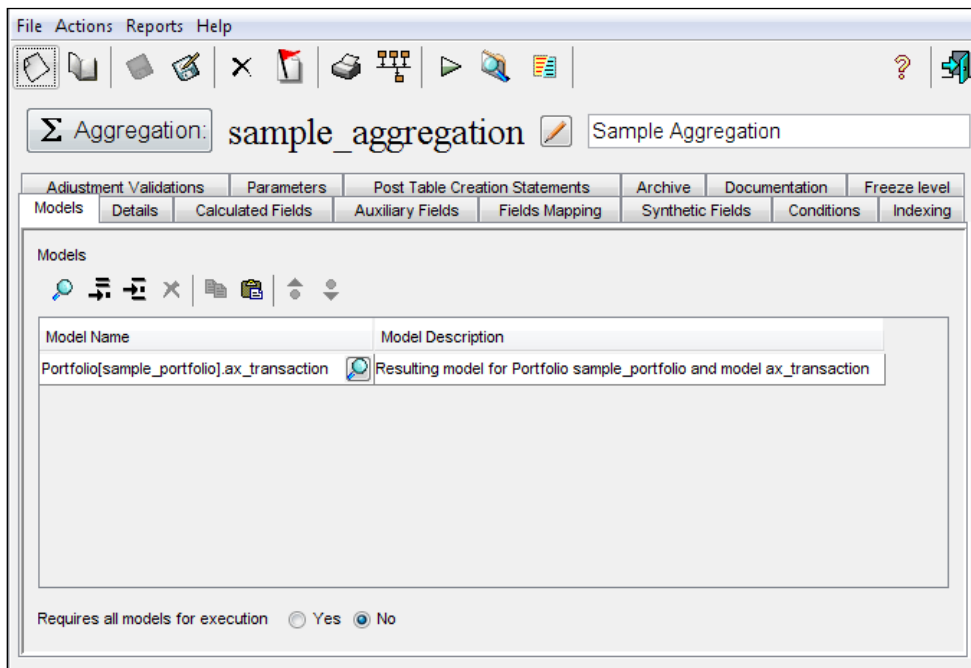 File Actions Reports Help
Σ Aggregation: sample_aggregation Sample Aggregation
Adjustment Validations Parameters Post Table Creation Statements Archive Documentation Freeze level
Models Details Calculated Fields Auxiliary Fields Fields Mapping Synthetic Fields Conditions Indexing
Models
Model Name Model Description
Portfolio[sample_portfolio].ax_transaction Resulting model for Portfolio sample_portfolio and model ax_transaction
Requires all models for execution Yes No